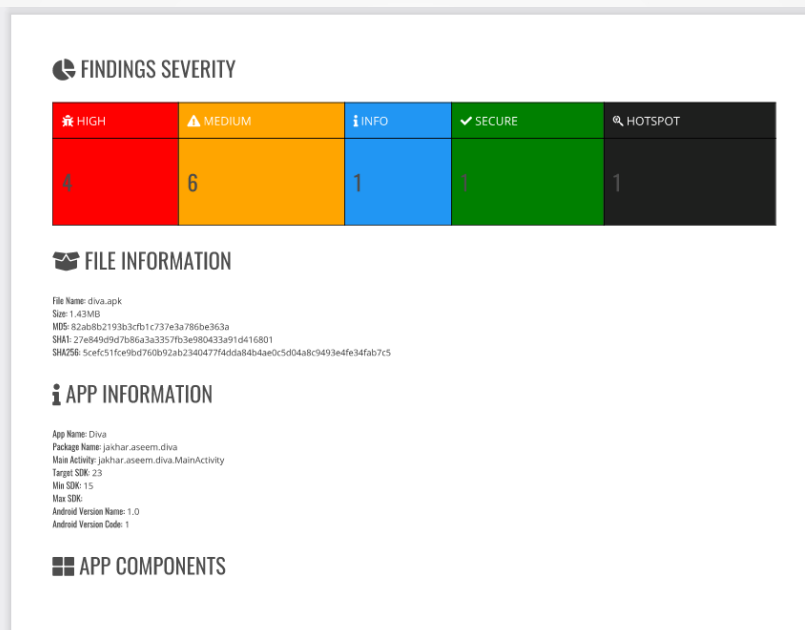 FINDINGS SEVERITY
HIGH MEDIUM INFO SECURE HOTSPOT
4 6 1 1 1
FILE INFORMATION
File Name: diva.apk
Size: 1.43MB
MD5: 82ab8b2193b3cfb1c737e3a786be363a
SHA1: 27e849d9d7b86a3a3357fb3e980433a91d416801
SHA256: 5cefc51fce9bd760b92ab2340477f4dda84b4ae0c5d04a8c9493e4fe34fab7c5
APP INFORMATION
App Name: Diva
Package Name: jakhar.aseem.diva
Main Activity: jakhar.aseem.diva.MainActivity
Target SDK: 23
Min SDK: 15
Max SDK:
Android Version Name: 1.0
Android Version Code: 1
APP COMPONENTS